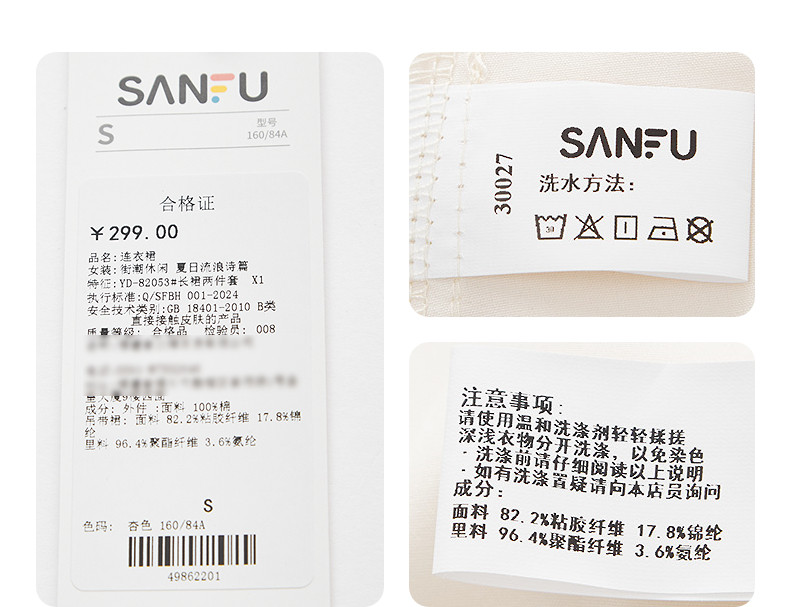 SANFU
S
型号
160/84A
合格证
￥299.00
品名:连衣裙
女装:街潮休闲 夏日流浪诗篇
特征:YD-82053#长裙两件套 X1
执行标准:Q/SFBH 001-2024
安全技术类别:GB 18401-2010 B类
直接接触皮肤的产品
质量等级: 合格品 检验员: 008
成分: 外件 :面料 100%棉
吊带裙: 面料 82.2%粘胶纤维 17.8%锦
纶
里料 96.4%聚酯纤维 3.6%氨纶
S
色码: 杏色 160/84A
49862201
SANFU
30027
洗水方法:
30
注意事项:
请使用温和洗涤剂轻轻揉搓
深浅衣物分开洗涤，以免染色
·洗涤前请仔细阅读以上说明
·如有洗涤置疑请向本店员询问
成分:
面料 82.2%粘胶纤维 17.8%锦纶
里料 96.4%聚酯纤维 3.6%氨纶